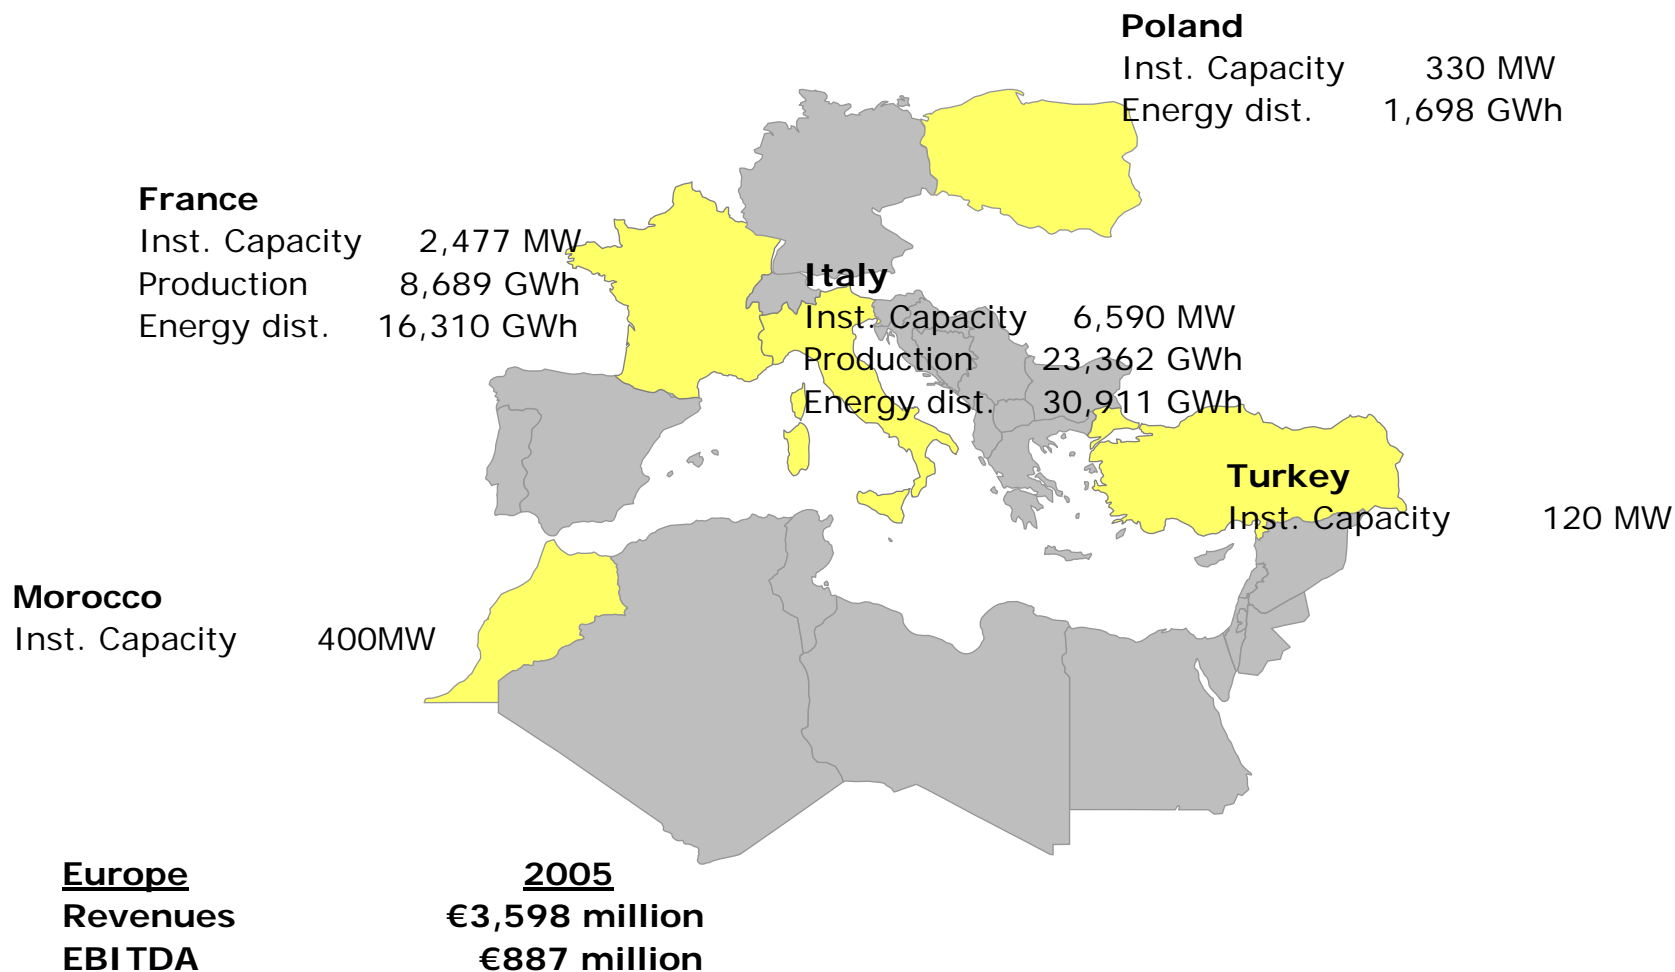 Poland
Inst. Capacity 330 MW
Energy dist. 1,698 GWh
France
Inst. Capacity 2,477 MW
Production 8,689 GWh
Energy dist. 16,310 GWh
Italy
Inst. Capacity 6,590 MW
Production 23,362 GWh
Energy dist. 30,911 GWh
Turkey
Inst. Capacity 120 MW
Morocco
Inst. Capacity 400MW
Europe 2005
Revenues €3,598 million
EBITDA €887 million